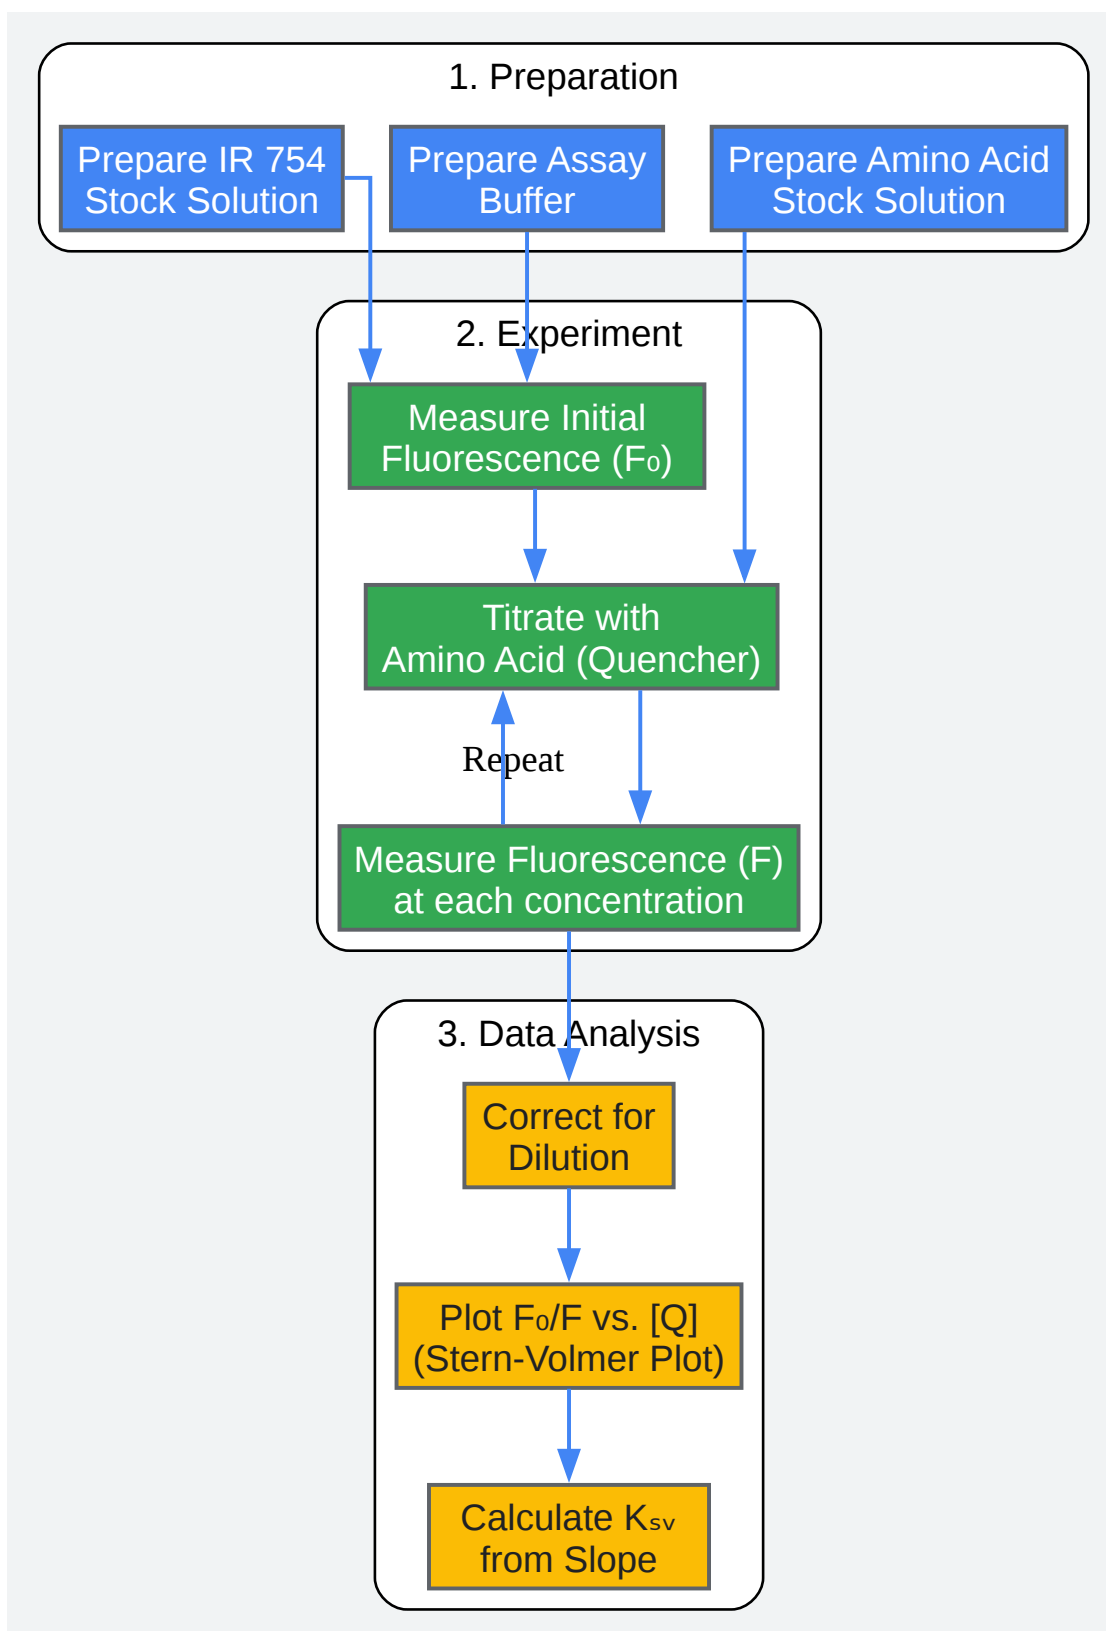 1. Preparation
Prepare IR 754
Stock Solution
Prepare Assay
Buffer
Prepare Amino Acid
Stock Solution
2. Experiment
Measure Initial
Fluorescence (F₀)
Titrate with
Amino Acid (Quencher)
Repeat
Measure Fluorescence (F)
at each concentration
3. Data Analysis
Correct for
Dilution
Plot F₀/F vs. [Q]
(Stern-Volmer Plot)
Calculate Kₛᵥ
from Slope